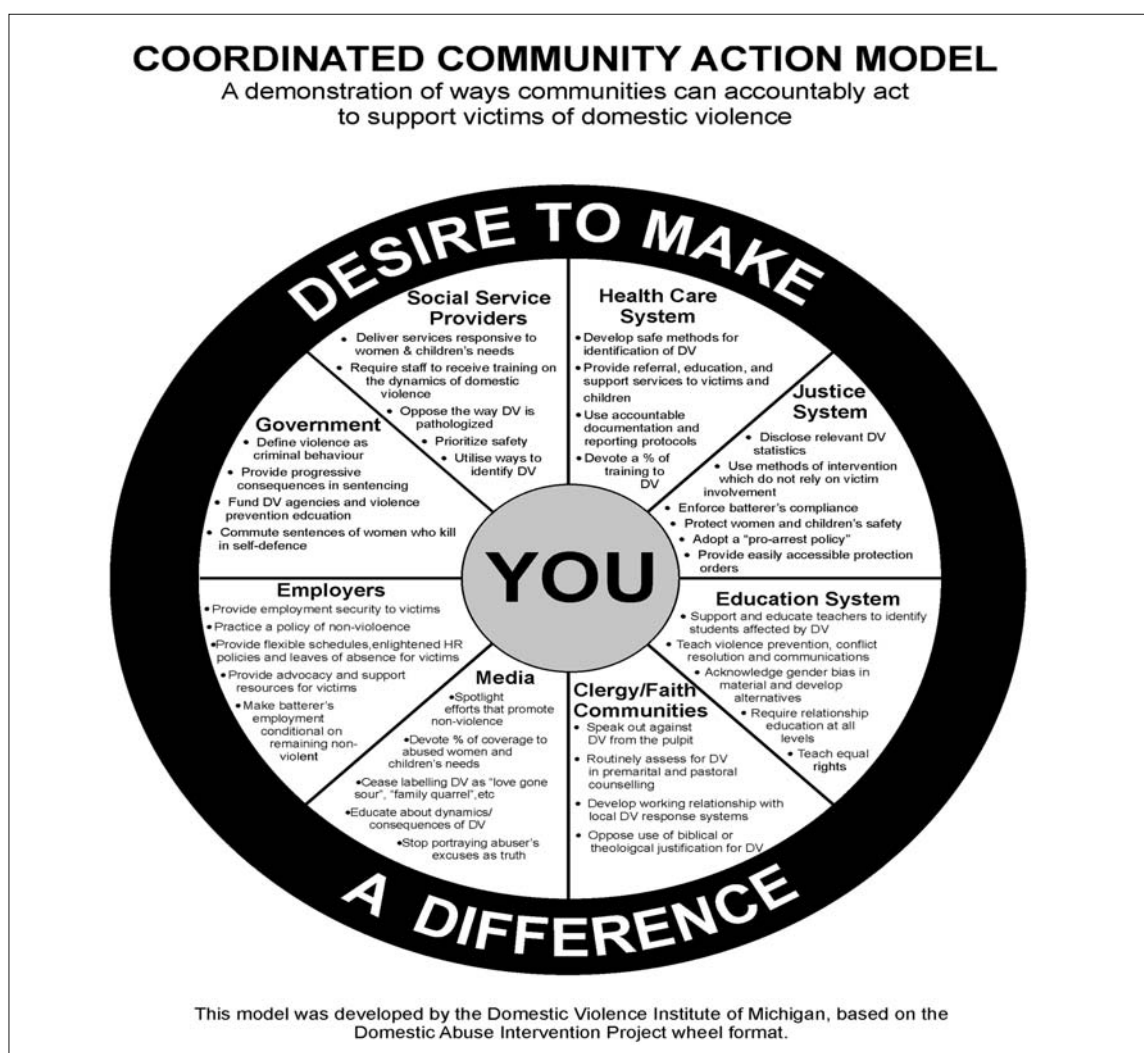 COORDINATED COMMUNITY ACTION MODEL
A demonstration of ways communities can accountably act
to support victims of domestic violence
DESIRE TO MAKE
Social Service
Providers
• Deliver services responsive to
women & children's needs
• Require staff to receive training on
the dynamics of domestic
violence
• Oppose the way DV is
pathologized
• Prioritize safety
• Utilise ways to
identify DV
Health Care
System
• Develop safe methods for
identification of DV
• Provide referral, education, and
support services to victims and
children
• Use accountable
documentation and
reporting protocols
• Devote a % of
training to
DV
Justice
System
• Disclose relevant DV
statistics
• Use methods of intervention
which do not rely on victim
involvement
• Enforce batterer's compliance
• Protect women and children's safety
• Adopt a "pro-arrest policy"
• Provide easily accessible protection
orders
Government
• Define violence as
criminal behaviour
• Provide progressive
consequences in sentencing
• Fund DV agencies and violence
prevention edcuation
• Commute sentences of women who kill
in self-defence
YOU
Employers
• Provide employment security to victims
• Practice a policy of non-violoence
• Provide flexible schedules,enlightened HR
policies and leaves of absence for victims
• Provide advocacy and support
resources for victims
• Make batterer's
employment
conditional on
remaining non-
violent
Media
• Spotlight
efforts that promote
non-violence
• Devote % of coverage to
abused women and
children's needs
• Cease labelling DV as "love gone
sour", "family quarrel",etc
• Educate about dynamics/
consequences of DV
• Stop portraying abuser's
excuses as truth
Clergy/Faith
Communities
• Speak out against
DV from the pulpit
• Routinely assess for DV
in premarital and pastoral
counselling
• Develop working relationship with
local DV response systems
• Oppose use of biblical or
theoloigcal justification for DV
Education System
• Support and educate teachers to identify
students affected by DV
• Teach violence prevention, conflict
resolution and communications
• Acknowledge gender bias in
material and develop
alternatives
• Require relationship
education at all
levels
• Teach equal
rights
A DIFFERENCE
This model was developed by the Domestic Violence Institute of Michigan, based on the
Domestic Abuse Intervention Project wheel format.